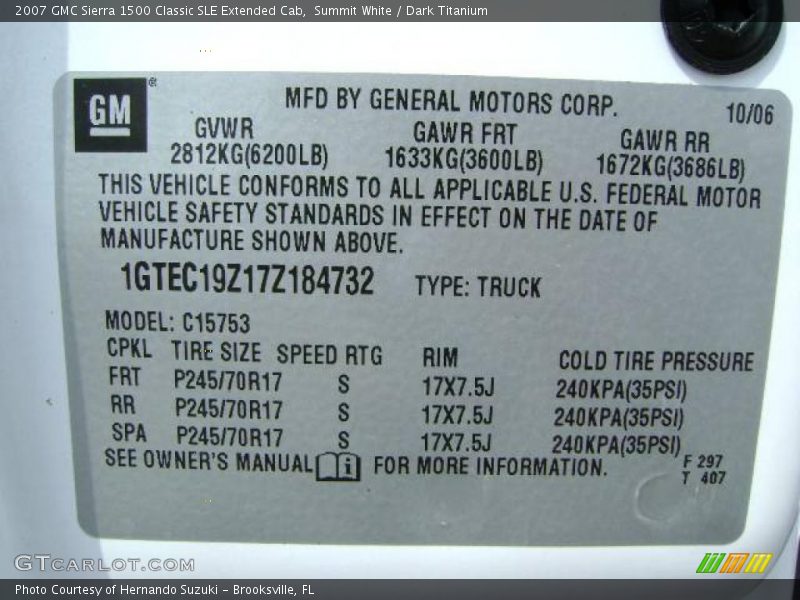 2007 GMC Sierra 1500 Classic SLE Extended Cab, Summit White / Dark Titanium
GM ®
MFD BY GENERAL MOTORS CORP. 10/06
GVWR GAWR FRT GAWR RR
2812KG(6200LB) 1633KG(3600LB) 1672KG(3686LB)
THIS VEHICLE CONFORMS TO ALL APPLICABLE U.S. FEDERAL MOTOR
VEHICLE SAFETY STANDARDS IN EFFECT ON THE DATE OF
MANUFACTURE SHOWN ABOVE.
1GTEC19Z17Z184732 TYPE: TRUCK
MODEL: C15753
CPKL TIRE SIZE SPEED RTG RIM COLD TIRE PRESSURE
FRT P245/70R17 S 17X7.5J 240KPA(35PSI)
RR P245/70R17 S 17X7.5J 240KPA(35PSI)
SPA P245/70R17 S 17X7.5J 240KPA(35PSI)
SEE OWNER'S MANUAL i FOR MORE INFORMATION. F 297
T 407
GTCARLOT.COM
Photo Courtesy of Hernando Suzuki - Brooksville, FL